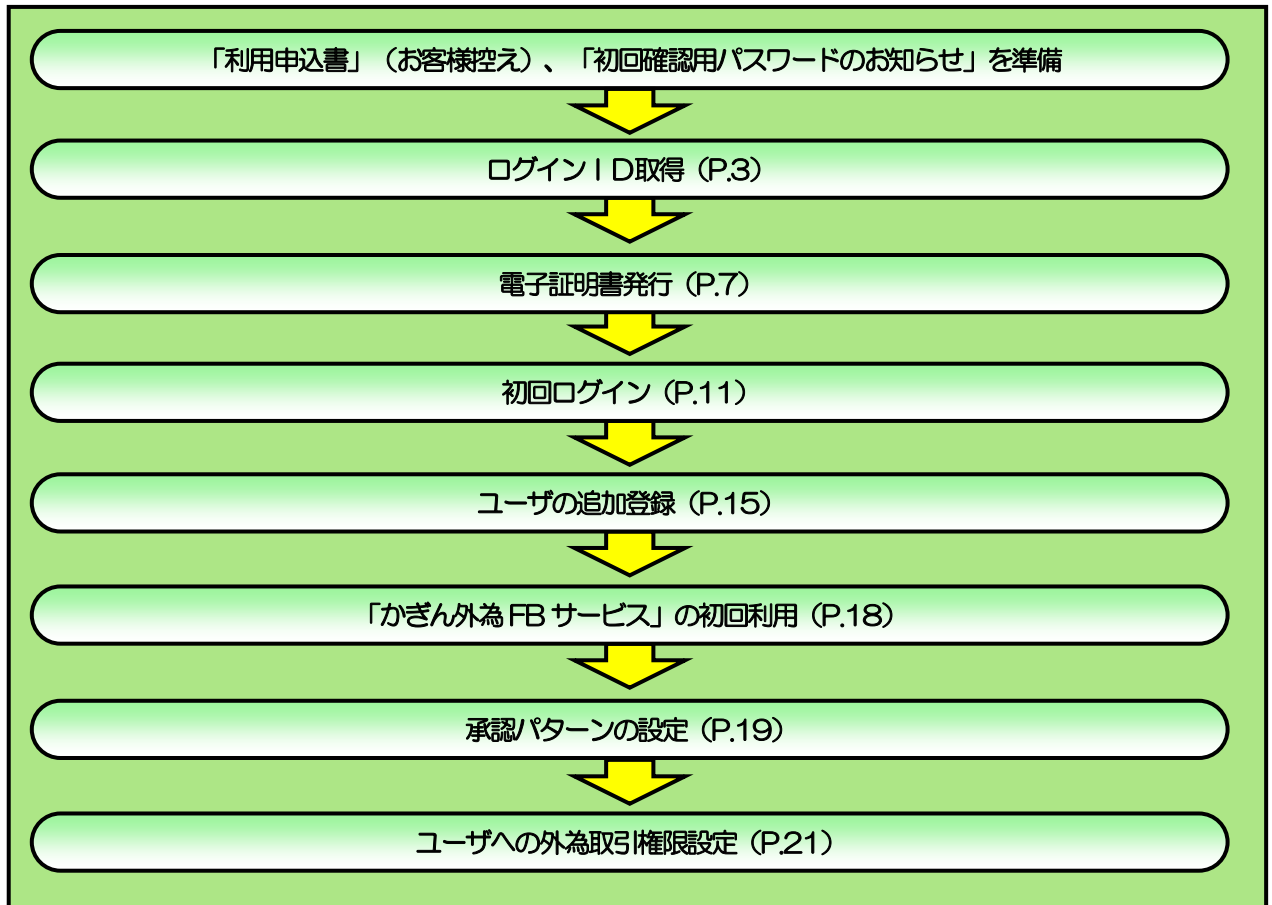 「利用申込書」（お客様控え）、「初回確認用パスワードのお知らせ」を準備
ログインＩＤ取得（P.3）
電子証明書発行（P.7）
初回ログイン（P.11）
ユーザの追加登録（P.15）
「かぎん外為 FB サービス」の初回利用（P.18）
承認パターンの設定（P.19）
ユーザへの外為取引権限設定（P.21）